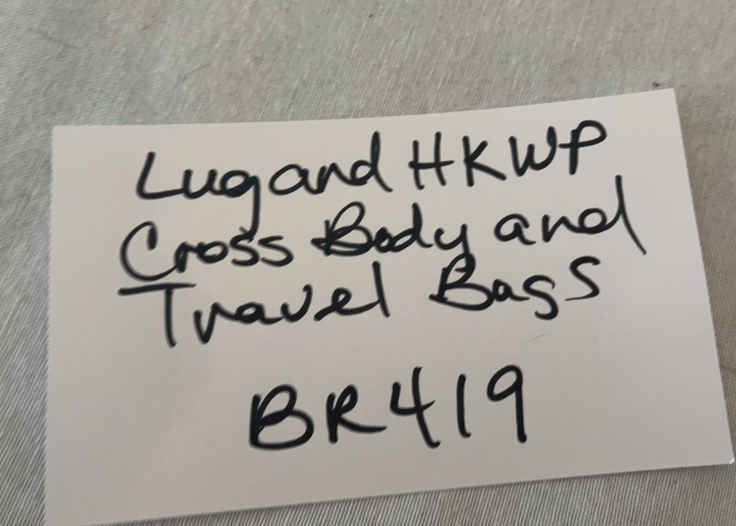 Lug and HKWP
Cross Body and
Travel Bags
BR419